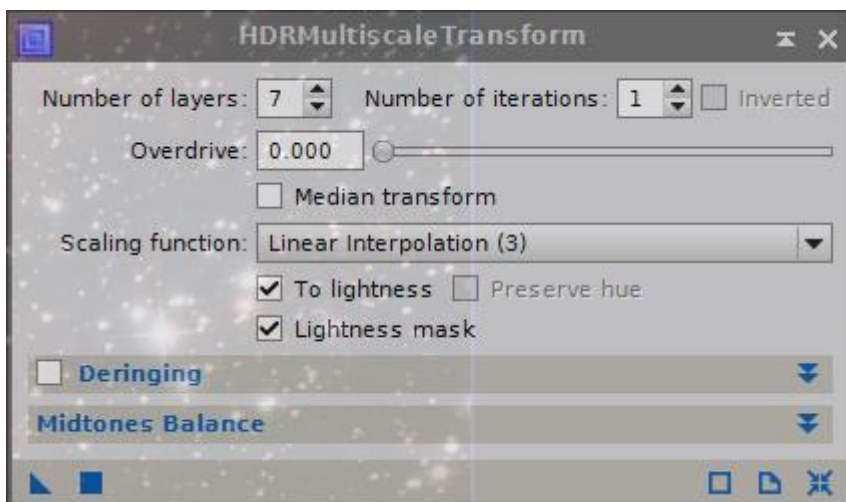 HDRMultiscaleTransform
Number of layers: 7 Number of iterations: 1 Inverted
Overdrive: 0.000
Median transform
Scaling function: Linear Interpolation (3)
To lightness Preserve hue
Lightness mask
Deringing
Midtones Balance